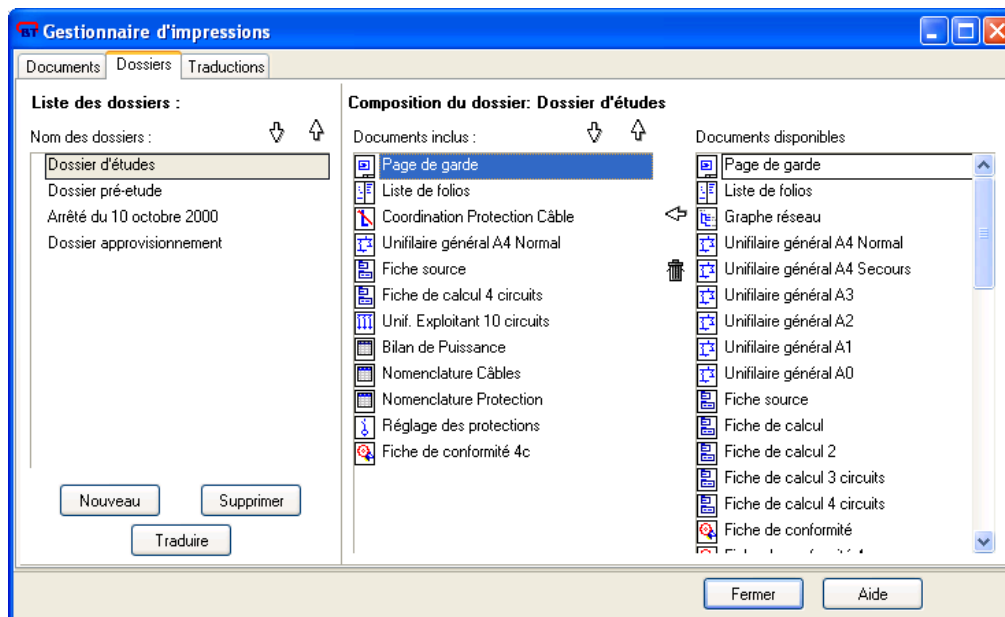 BT Gestionnaire d'impressions
Documents Dossiers Traductions
Liste des dossiers :
Nom des dossiers :
Dossier d'études
Dossier pré-etude
Arrêté du 10 octobre 2000
Dossier approvisionnement
Nouveau Supprimer
Traduire
Composition du dossier: Dossier d'études
Documents inclus :
Page de garde
Liste de folios
Coordination Protection Câble
Unifilaire général A4 Normal
Fiche source
Fiche de calcul 4 circuits
Unif. Exploitant 10 circuits
Bilan de Puissance
Nomenclature Câbles
Nomenclature Protection
Réglage des protections
Fiche de conformité 4c
Documents disponibles
Page de garde
Liste de folios
Graphe réseau
Unifilaire général A4 Normal
Unifilaire général A4 Secours
Unifilaire général A3
Unifilaire général A2
Unifilaire général A1
Unifilaire général A0
Fiche source
Fiche de calcul
Fiche de calcul 2
Fiche de calcul 3 circuits
Fiche de calcul 4 circuits
Fiche de conformité
Fermer Aide